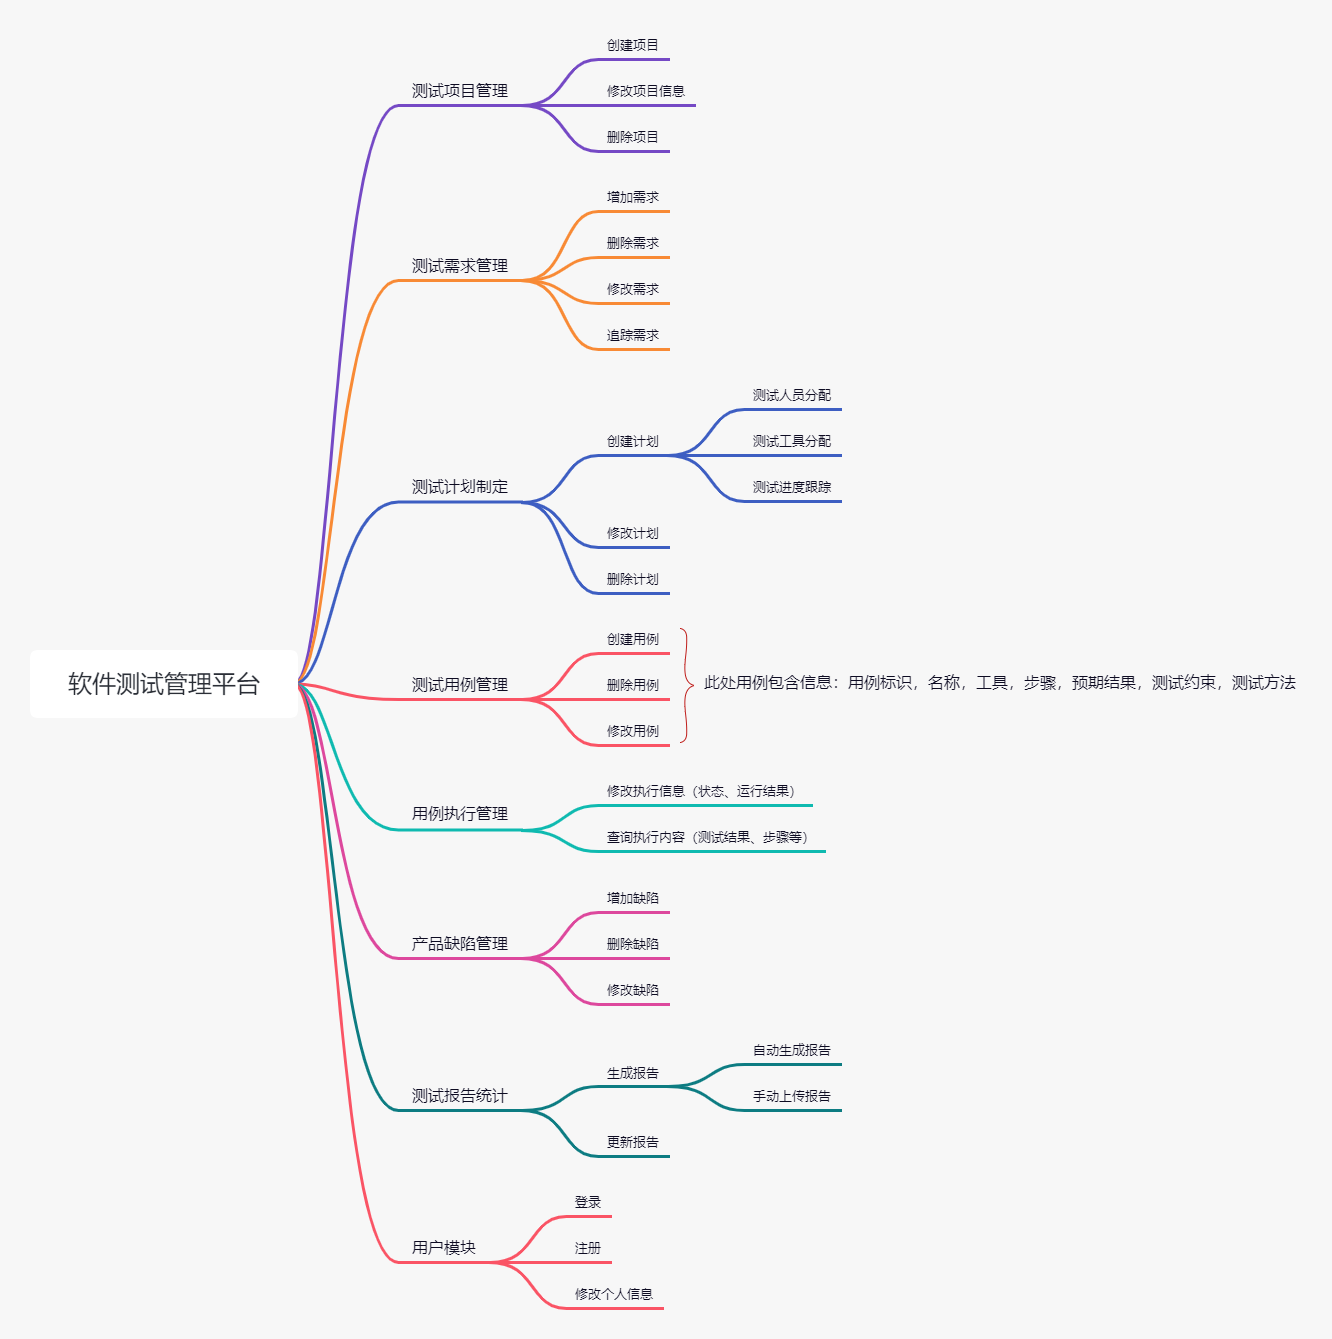 软件测试管理平台
测试项目管理
创建项目
修改项目信息
删除项目
测试需求管理
增加需求
删除需求
修改需求
追踪需求
测试计划制定
创建计划
测试人员分配
测试工具分配
测试进度跟踪
修改计划
删除计划
测试用例管理
创建用例
删除用例
修改用例
此处用例包含信息：用例标识，名称，工具，步骤，预期结果，测试约束，测试方法
用例执行管理
修改执行信息（状态、运行结果）
查询执行内容（测试结果、步骤等）
产品缺陷管理
增加缺陷
删除缺陷
修改缺陷
测试报告统计
生成报告
自动生成报告
手动上传报告
更新报告
用户模块
登录
注册
修改个人信息